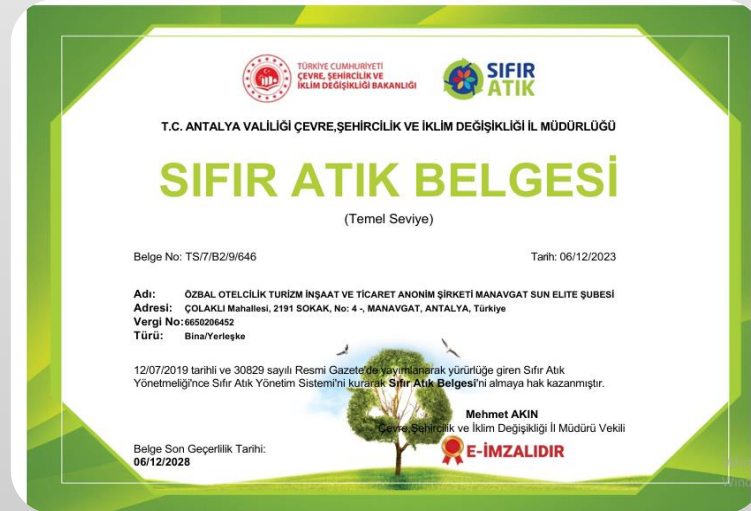 TÜRKİYE CUMHURİYETİ
ÇEVRE, ŞEHİRCİLİK VE
İKLİM DEĞİŞİKLİĞİ BAKANLIĞI
SIFIR
ATIK
T.C. ANTALYA VALİLİĞİ ÇEVRE,ŞEHİRCİLİK VE İKLİM DEĞİŞİKLİĞİ İL MÜDÜRLÜĞÜ
SIFIR ATIK BELGESİ
(Temel Seviye)
Belge No: TS/7/B2/9/646
Tarih: 06/12/2023
Adı: ÖZBAL OTELCİLİK TURİZM İNŞAAT VE TİCARET ANONİM ŞİRKETİ MANAVGAT SUN ELITE ŞUBESİ
Adresi: ÇOLAKLI Mahallesi, 2191 SOKAK, No: 4 -, MANAVGAT, ANTALYA, Türkiye
Vergi No:6650206452
Türü: Bina/Yerleşke
12/07/2019 tarihli ve 30829 sayılı Resmi Gazete'de yayımlanarak yürürlüğe giren Sıfır Atık
Yönetmeliği'nce Sıfır Atık Yönetim Sistemi'ni kurarak Sıfır Atık Belgesi'ni almaya hak kazanmıştır.
Mehmet AKIN
Çevre,Şehircilik ve İklim Değişikliği İl Müdürü Vekili
E-İMZALIDIR
Belge Son Geçerlilik Tarihi:
06/12/2028